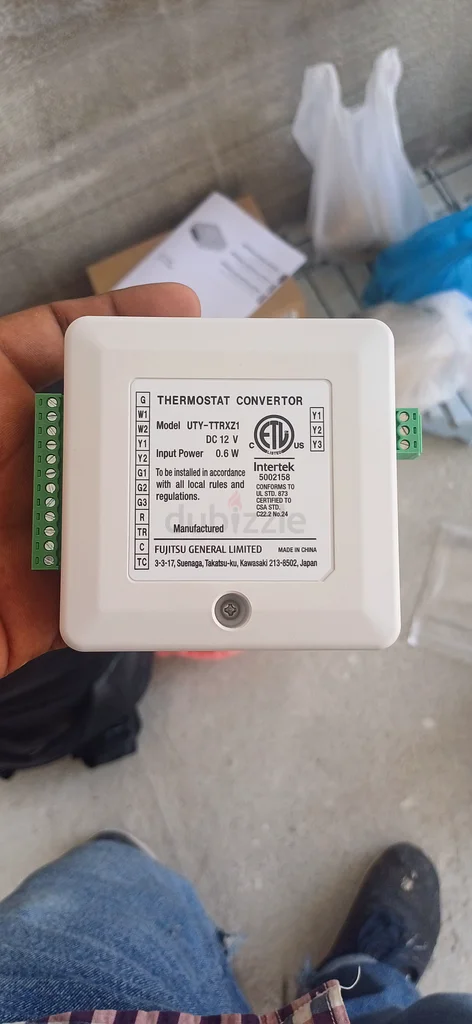 THERMOSTAT CONVERTOR
Model UTY-TTRXZ1
DC 12 V
Input Power 0.6 W
To be installed in accordance
with all local rules and
regulations.
Manufactured
G
W1
W2
Y1
Y2
G1
G2
G3
R
TR
C
TC
C ETL US
LISTED
Intertek
5002158
CONFORMS TO
UL STD. 873
CERTIFIED TO
CSA STD.
C22.2 No.24
Y1
Y2
Y3
FUJITSU GENERAL LIMITED MADE IN CHINA
3-3-17, Suenaga, Takatsu-ku, Kawasaki 213-8502, Japan
dubizzle